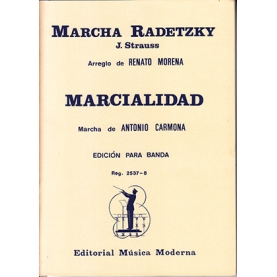 MARCHA RADETZKY
J. Strauss
Arreglo de RENATO MORENA
MARCIALIDAD
Marcha de ANTONIO CARMONA
EDICIÓN PARA BANDA
Reg. 2537-8
Editorial Música Moderna